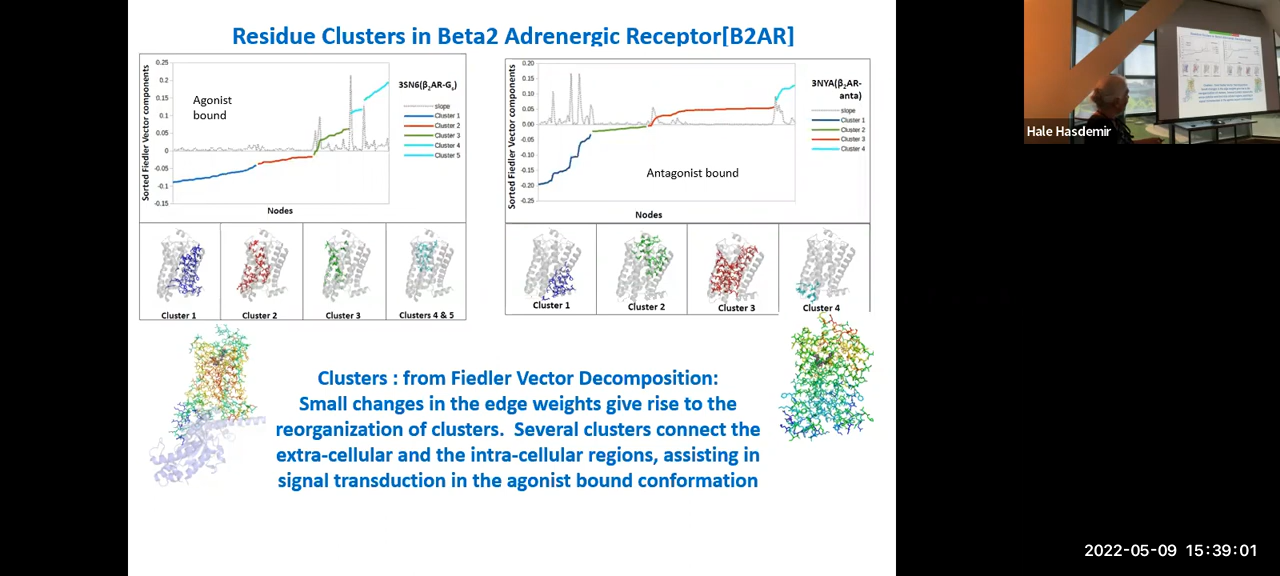 Residue Clusters in Beta2 Adrenergic Receptor[B2AR]
Sorted Fiedler Vector components
0.25
0.2
0.15
0.1
0.05
0
-0.05
-0.1
-0.15
Agonist
bound
Nodes
3SN6(β2AR-Gs)
slope
Cluster 1
Cluster 2
Cluster 3
Cluster 4
Cluster 5
Cluster 1
Cluster 2
Cluster 3
Clusters 4 & 5
Sorted Fiedler Vector components
0.20
0.15
0.10
0.05
0.00
-0.05
-0.10
-0.15
-0.20
-0.25
Antagonist bound
Nodes
3NYA(β2AR-
anta)
slope
Cluster 1
Cluster 2
Cluster 3
Cluster 4
Cluster 1
Cluster 2
Cluster 3
Cluster 4
Clusters : from Fiedler Vector Decomposition:
Small changes in the edge weights give rise to the
reorganization of clusters. Several clusters connect the
extra-cellular and the intra-cellular regions, assisting in
signal transduction in the agonist bound conformation
Hale Hasdemir
2022-05-09 15:39:01